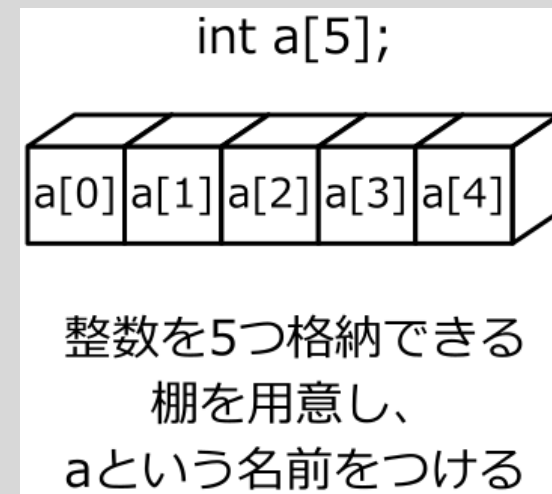 int a[5];
a[0] a[1] a[2] a[3] a[4]
整数を5つ格納できる
棚を用意し、
aという名前をつける